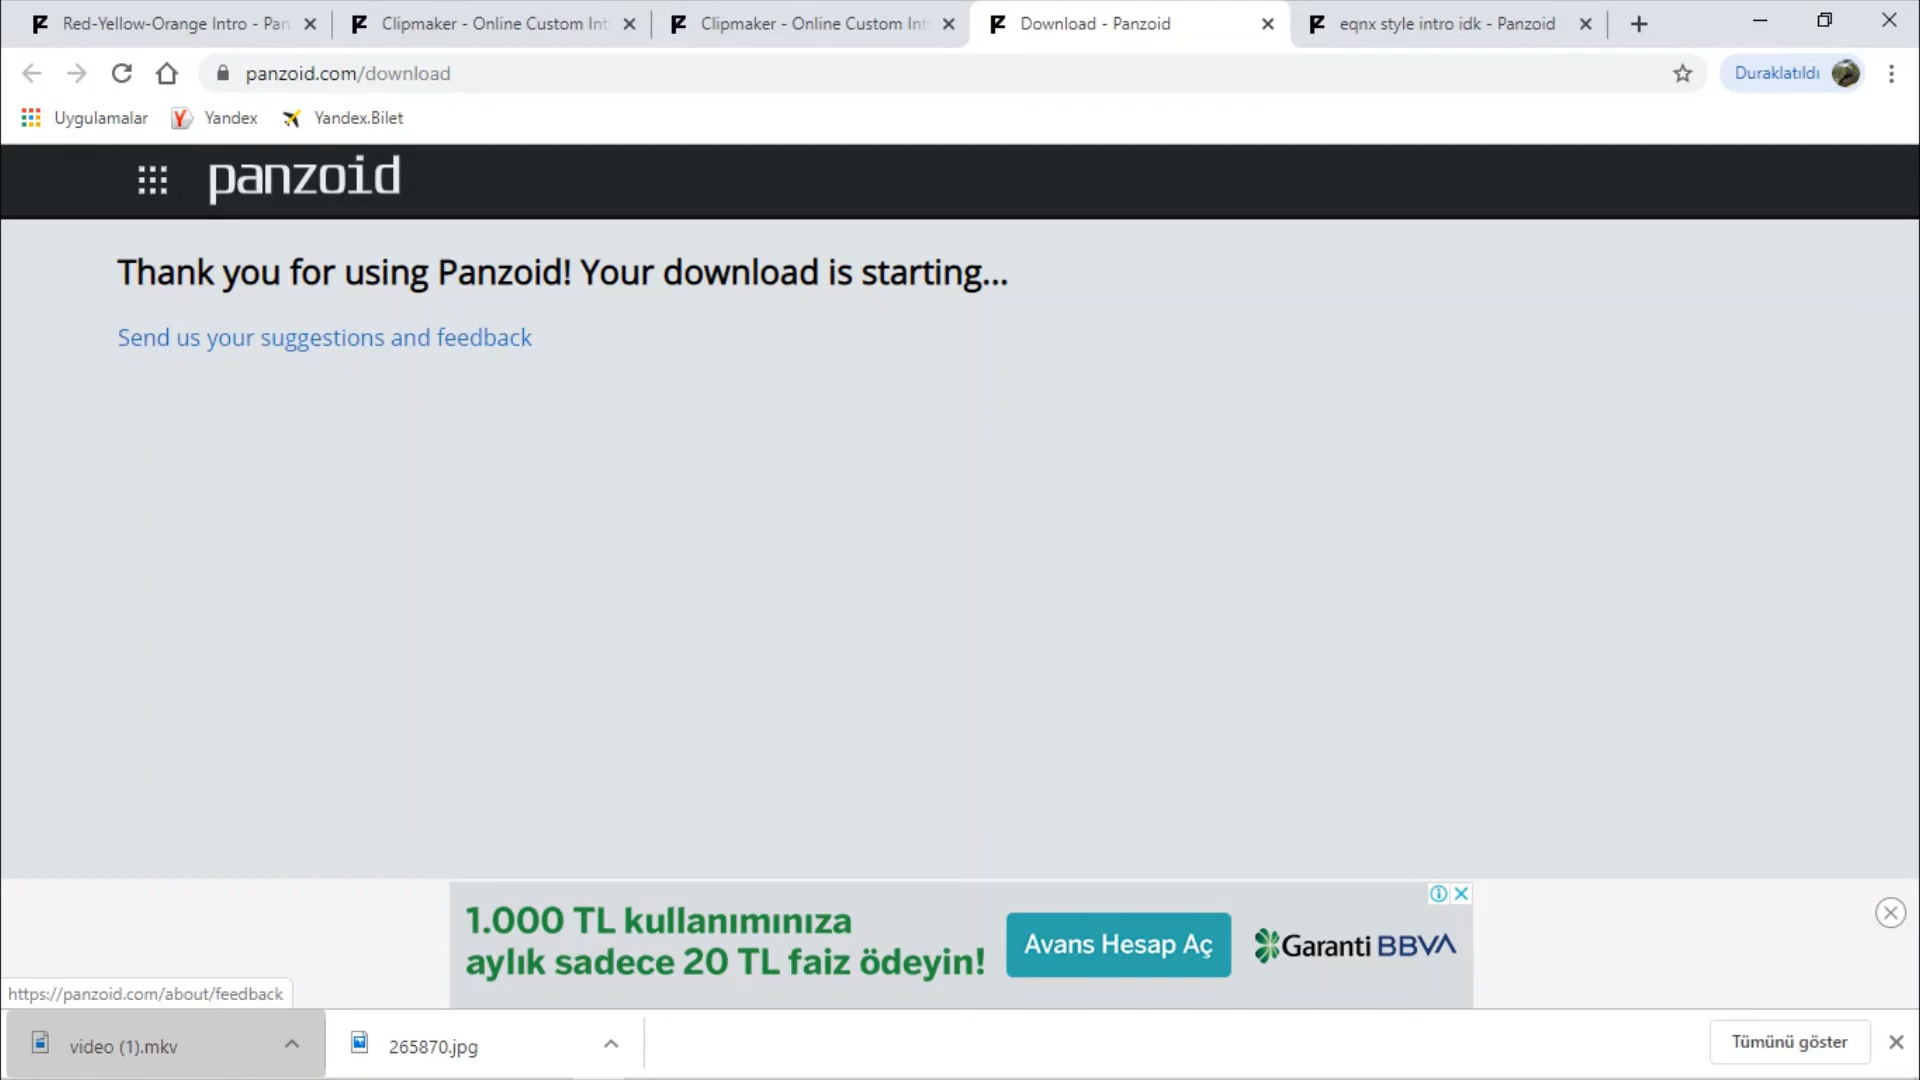 Red-Yellow-Orange Intro - Pan
Clipmaker - Online Custom Int
Clipmaker - Online Custom Int
Download - Panzoid
eqnx style intro idk - Panzoid
panzoid.com/download
Duraklatıldı
Uygulamalar
Yandex
Yandex.Bilet
panzoid
Thank you for using Panzoid! Your download is starting...
Send us your suggestions and feedback
1.000 TL kullanımınıza
aylık sadece 20 TL faiz ödeyin!
Avans Hesap Aç
Garanti BBVA
https://panzoid.com/about/feedback
video (1).mkv
265870.jpg
Tümünü göster